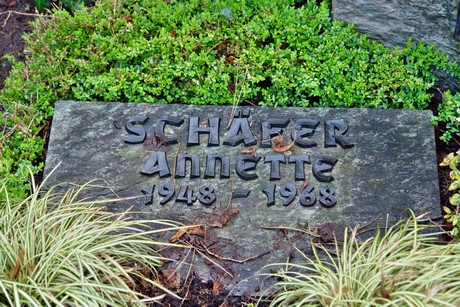 SCHÄFER
ANNETTE
1948 - 1968